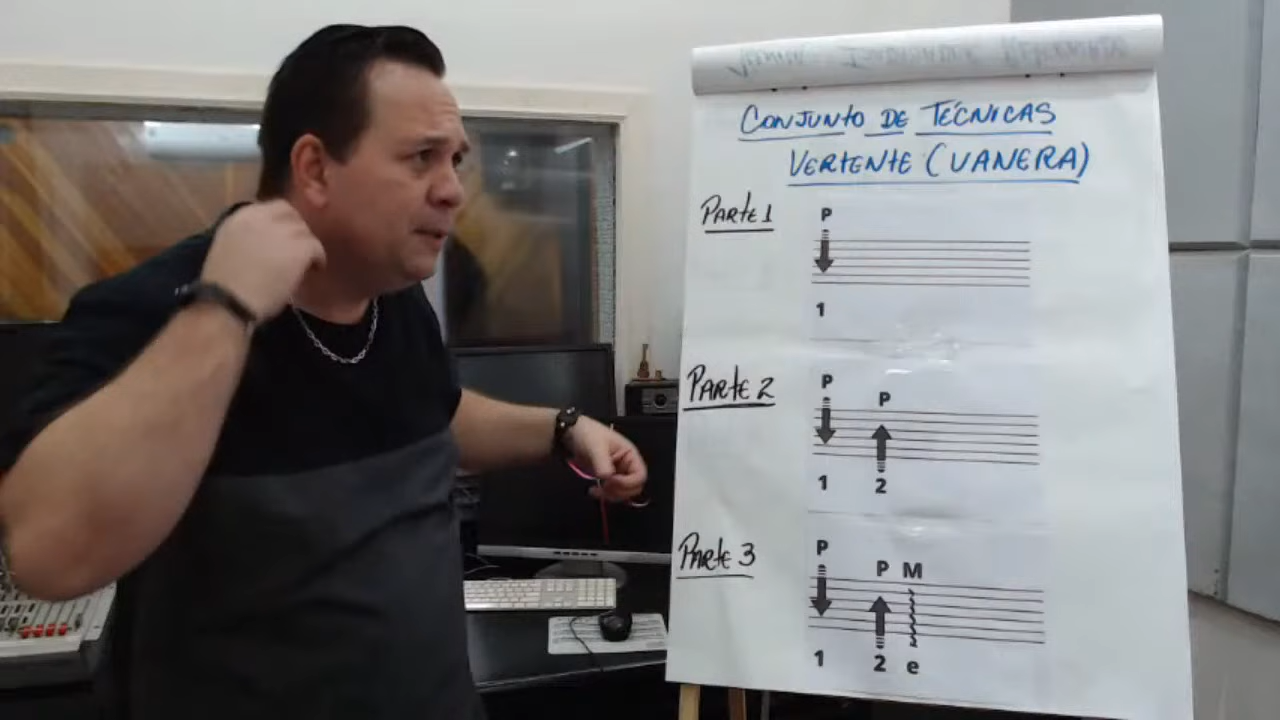 CONJUNTO DE TÉCNICAS
VERTENTE (VANERA)
PARTE 1
P
1
PARTE 2
P P
1 2
PARTE 3
P P M
1 2 e